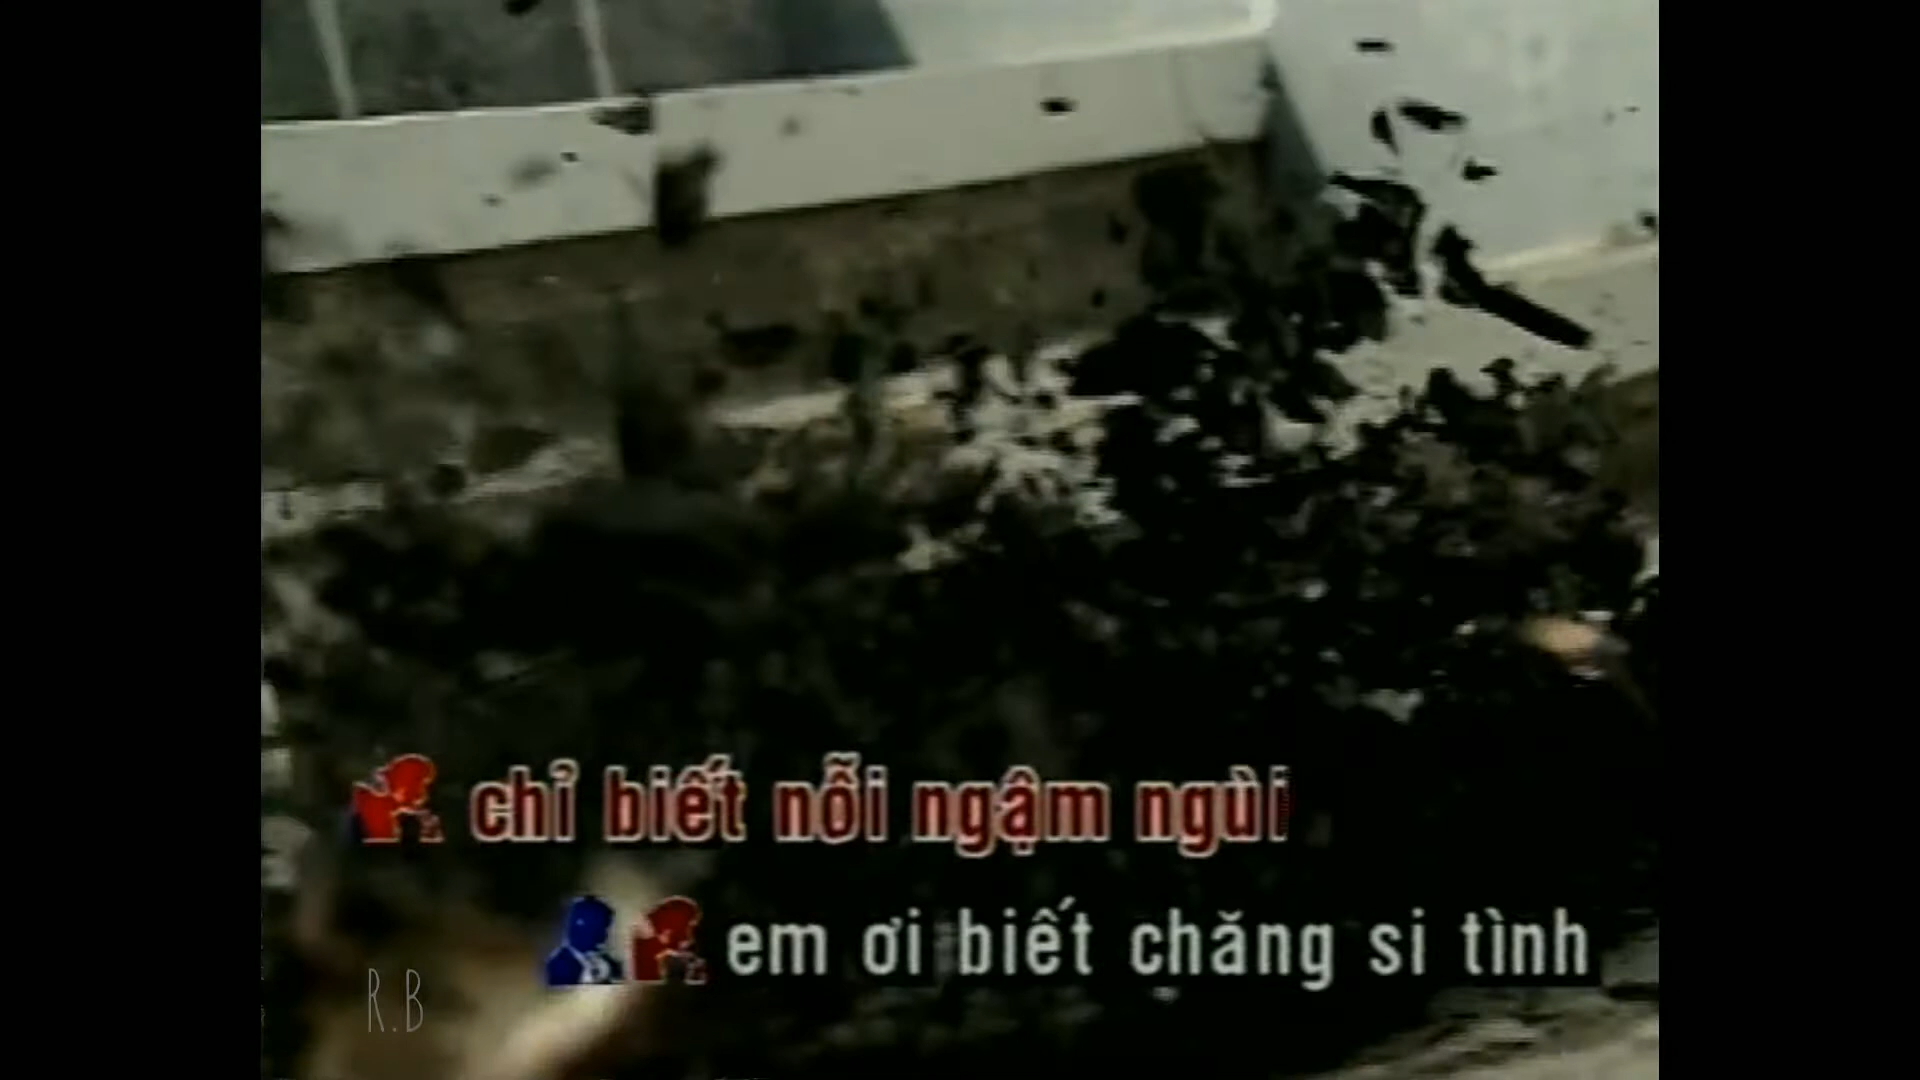 chỉ biết nỗi ngậm ngùi
em ơi biết chăng si tình
R.B